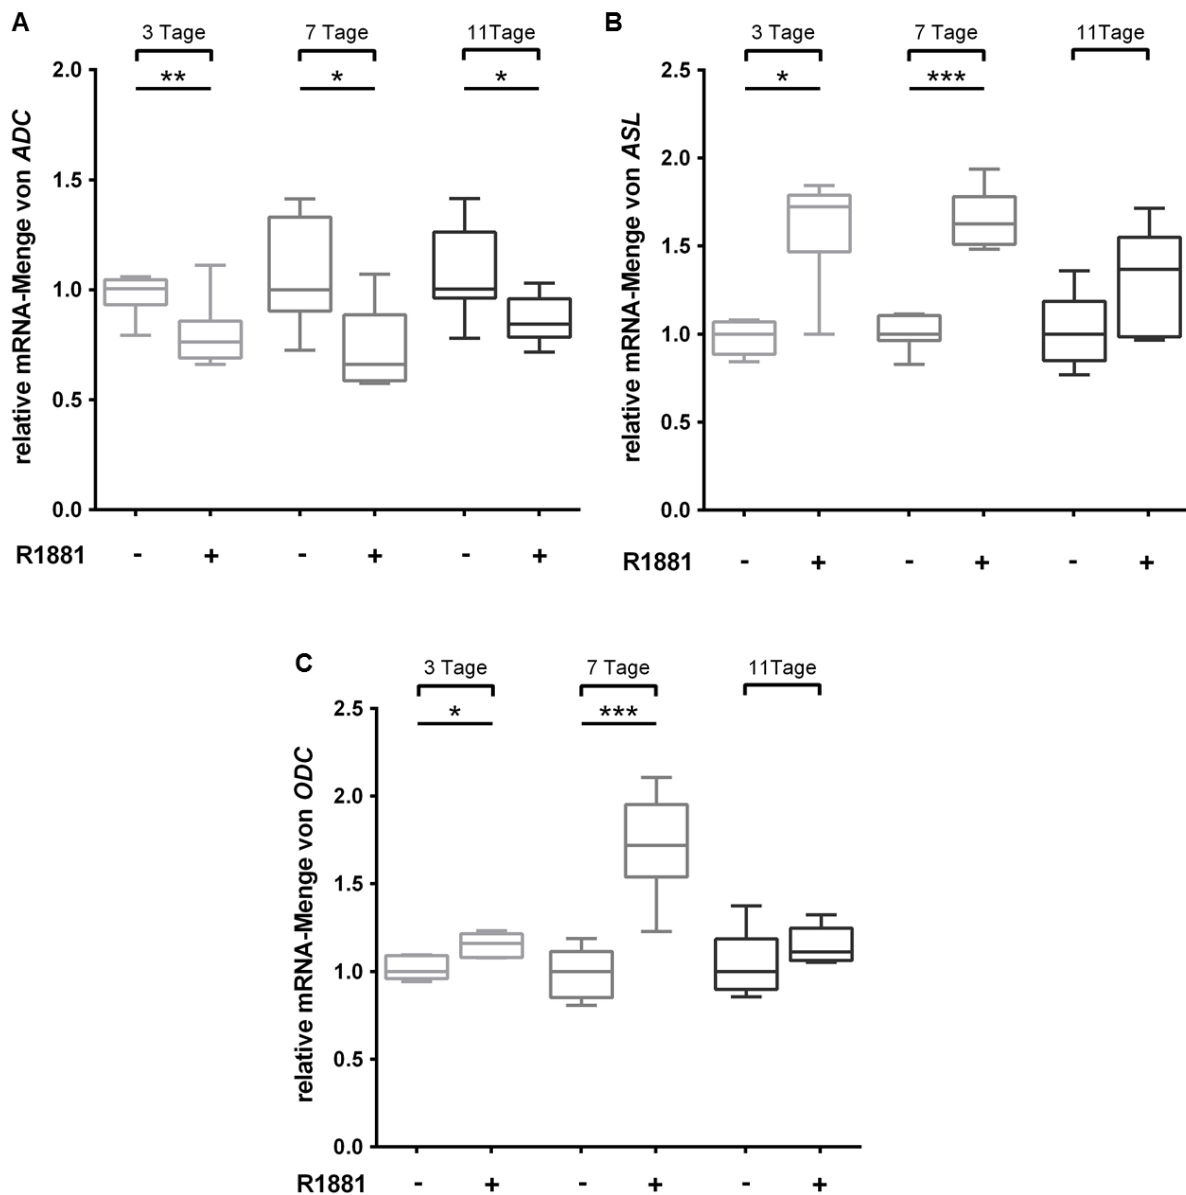 A
3 Tage 7 Tage 11Tage
** * *
relative mRNA-Menge von ADC
2.0
1.5
1.0
0.5
0.0
R1881 - + - + - +
B
3 Tage 7 Tage 11Tage
* ***
relative mRNA-Menge von ASL
2.5
2.0
1.5
1.0
0.5
0.0
R1881 - + - + - +
C
3 Tage 7 Tage 11Tage
* ***
relative mRNA-Menge von ODC
2.5
2.0
1.5
1.0
0.5
0.0
R1881 - + - + - +